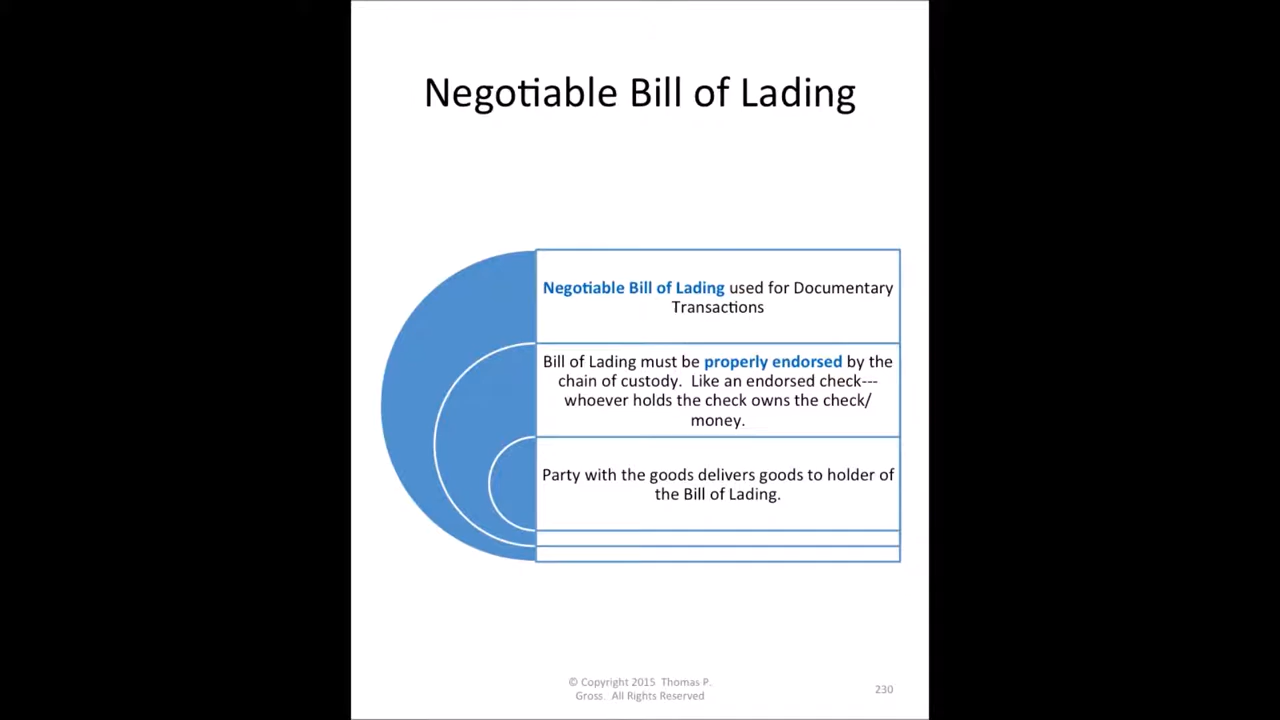 Negotiable Bill of Lading
Negotiable Bill of Lading used for Documentary
Transactions
Bill of Lading must be properly endorsed by the
chain of custody.  Like an endorsed check---
whoever holds the check owns the check/
money.
Party with the goods delivers goods to holder of
the Bill of Lading.
© Copyright 2015  Thomas P.
Gross.  All Rights Reserved
230